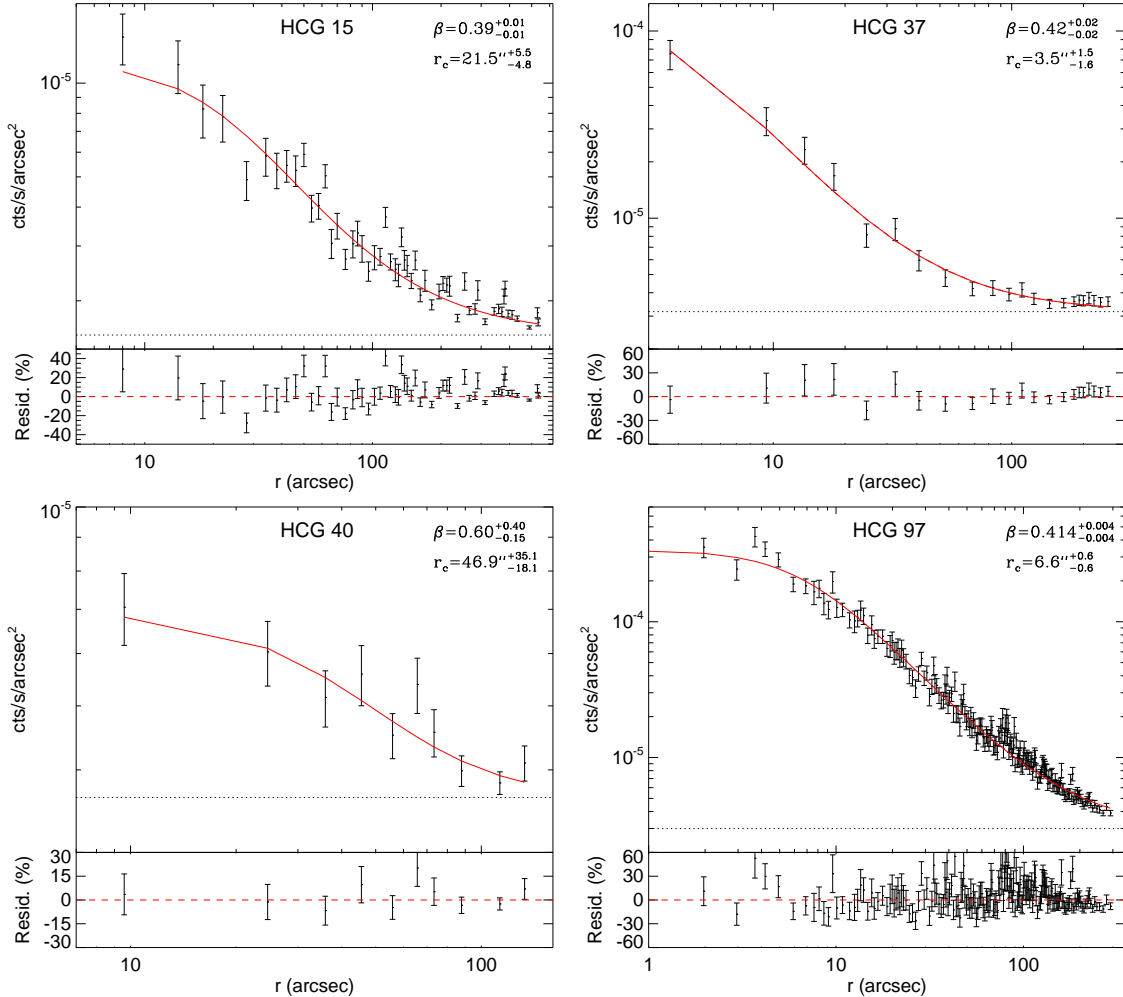 HCG 15
β=0.39+0.01−0.01
r_c=21.5″+5.5−4.8
10−5
cts/s/arcsec2
40
20
0
−20
−40
Resid. (%)
10
100
r (arcsec)
HCG 37
β=0.42+0.02−0.02
r_c=3.5″+1.5−1.6
10−4
10−5
cts/s/arcsec2
60
30
0
−30
−60
Resid. (%)
10
100
r (arcsec)
HCG 40
β=0.60+0.40−0.15
r_c=46.9″+35.1−18.1
10−5
cts/s/arcsec2
30
15
0
−15
−30
Resid. (%)
10
100
r (arcsec)
HCG 97
β=0.414+0.004−0.004
r_c=6.6″+0.6−0.6
10−4
10−5
cts/s/arcsec2
60
30
0
−30
−60
Resid. (%)
1
10
100
r (arcsec)